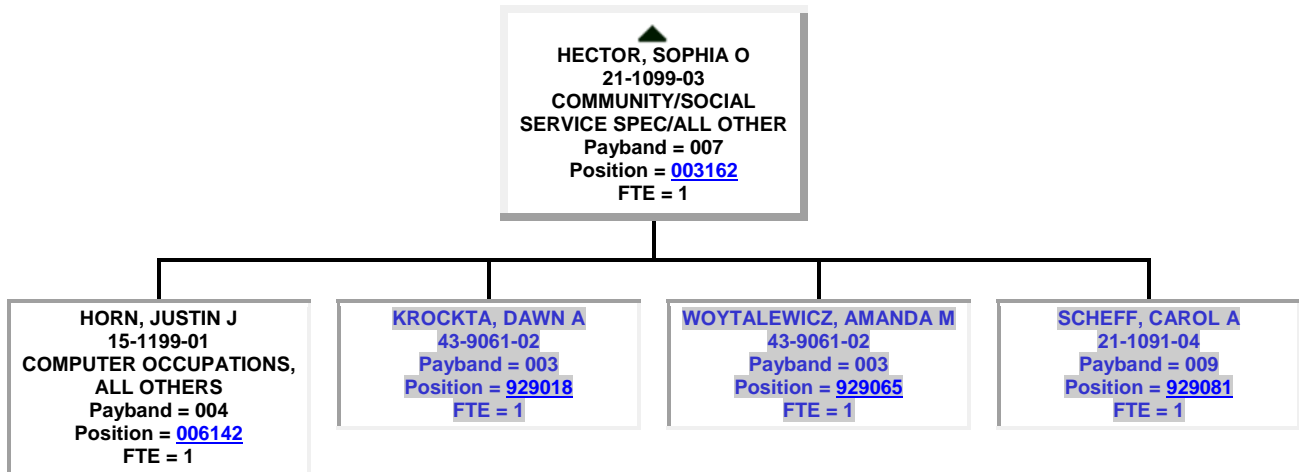 HECTOR, SOPHIA O
21-1099-03
COMMUNITY/SOCIAL
SERVICE SPEC/ALL OTHER
Payband = 007
Position = 003162
FTE = 1
HORN, JUSTIN J
15-1199-01
COMPUTER OCCUPATIONS,
ALL OTHERS
Payband = 004
Position = 006142
FTE = 1
KROCKTA, DAWN A
43-9061-02
Payband = 003
Position = 929018
FTE = 1
WOYTALEWICZ, AMANDA M
43-9061-02
Payband = 003
Position = 929065
FTE = 1
SCHEFF, CAROL A
21-1091-04
Payband = 009
Position = 929081
FTE = 1